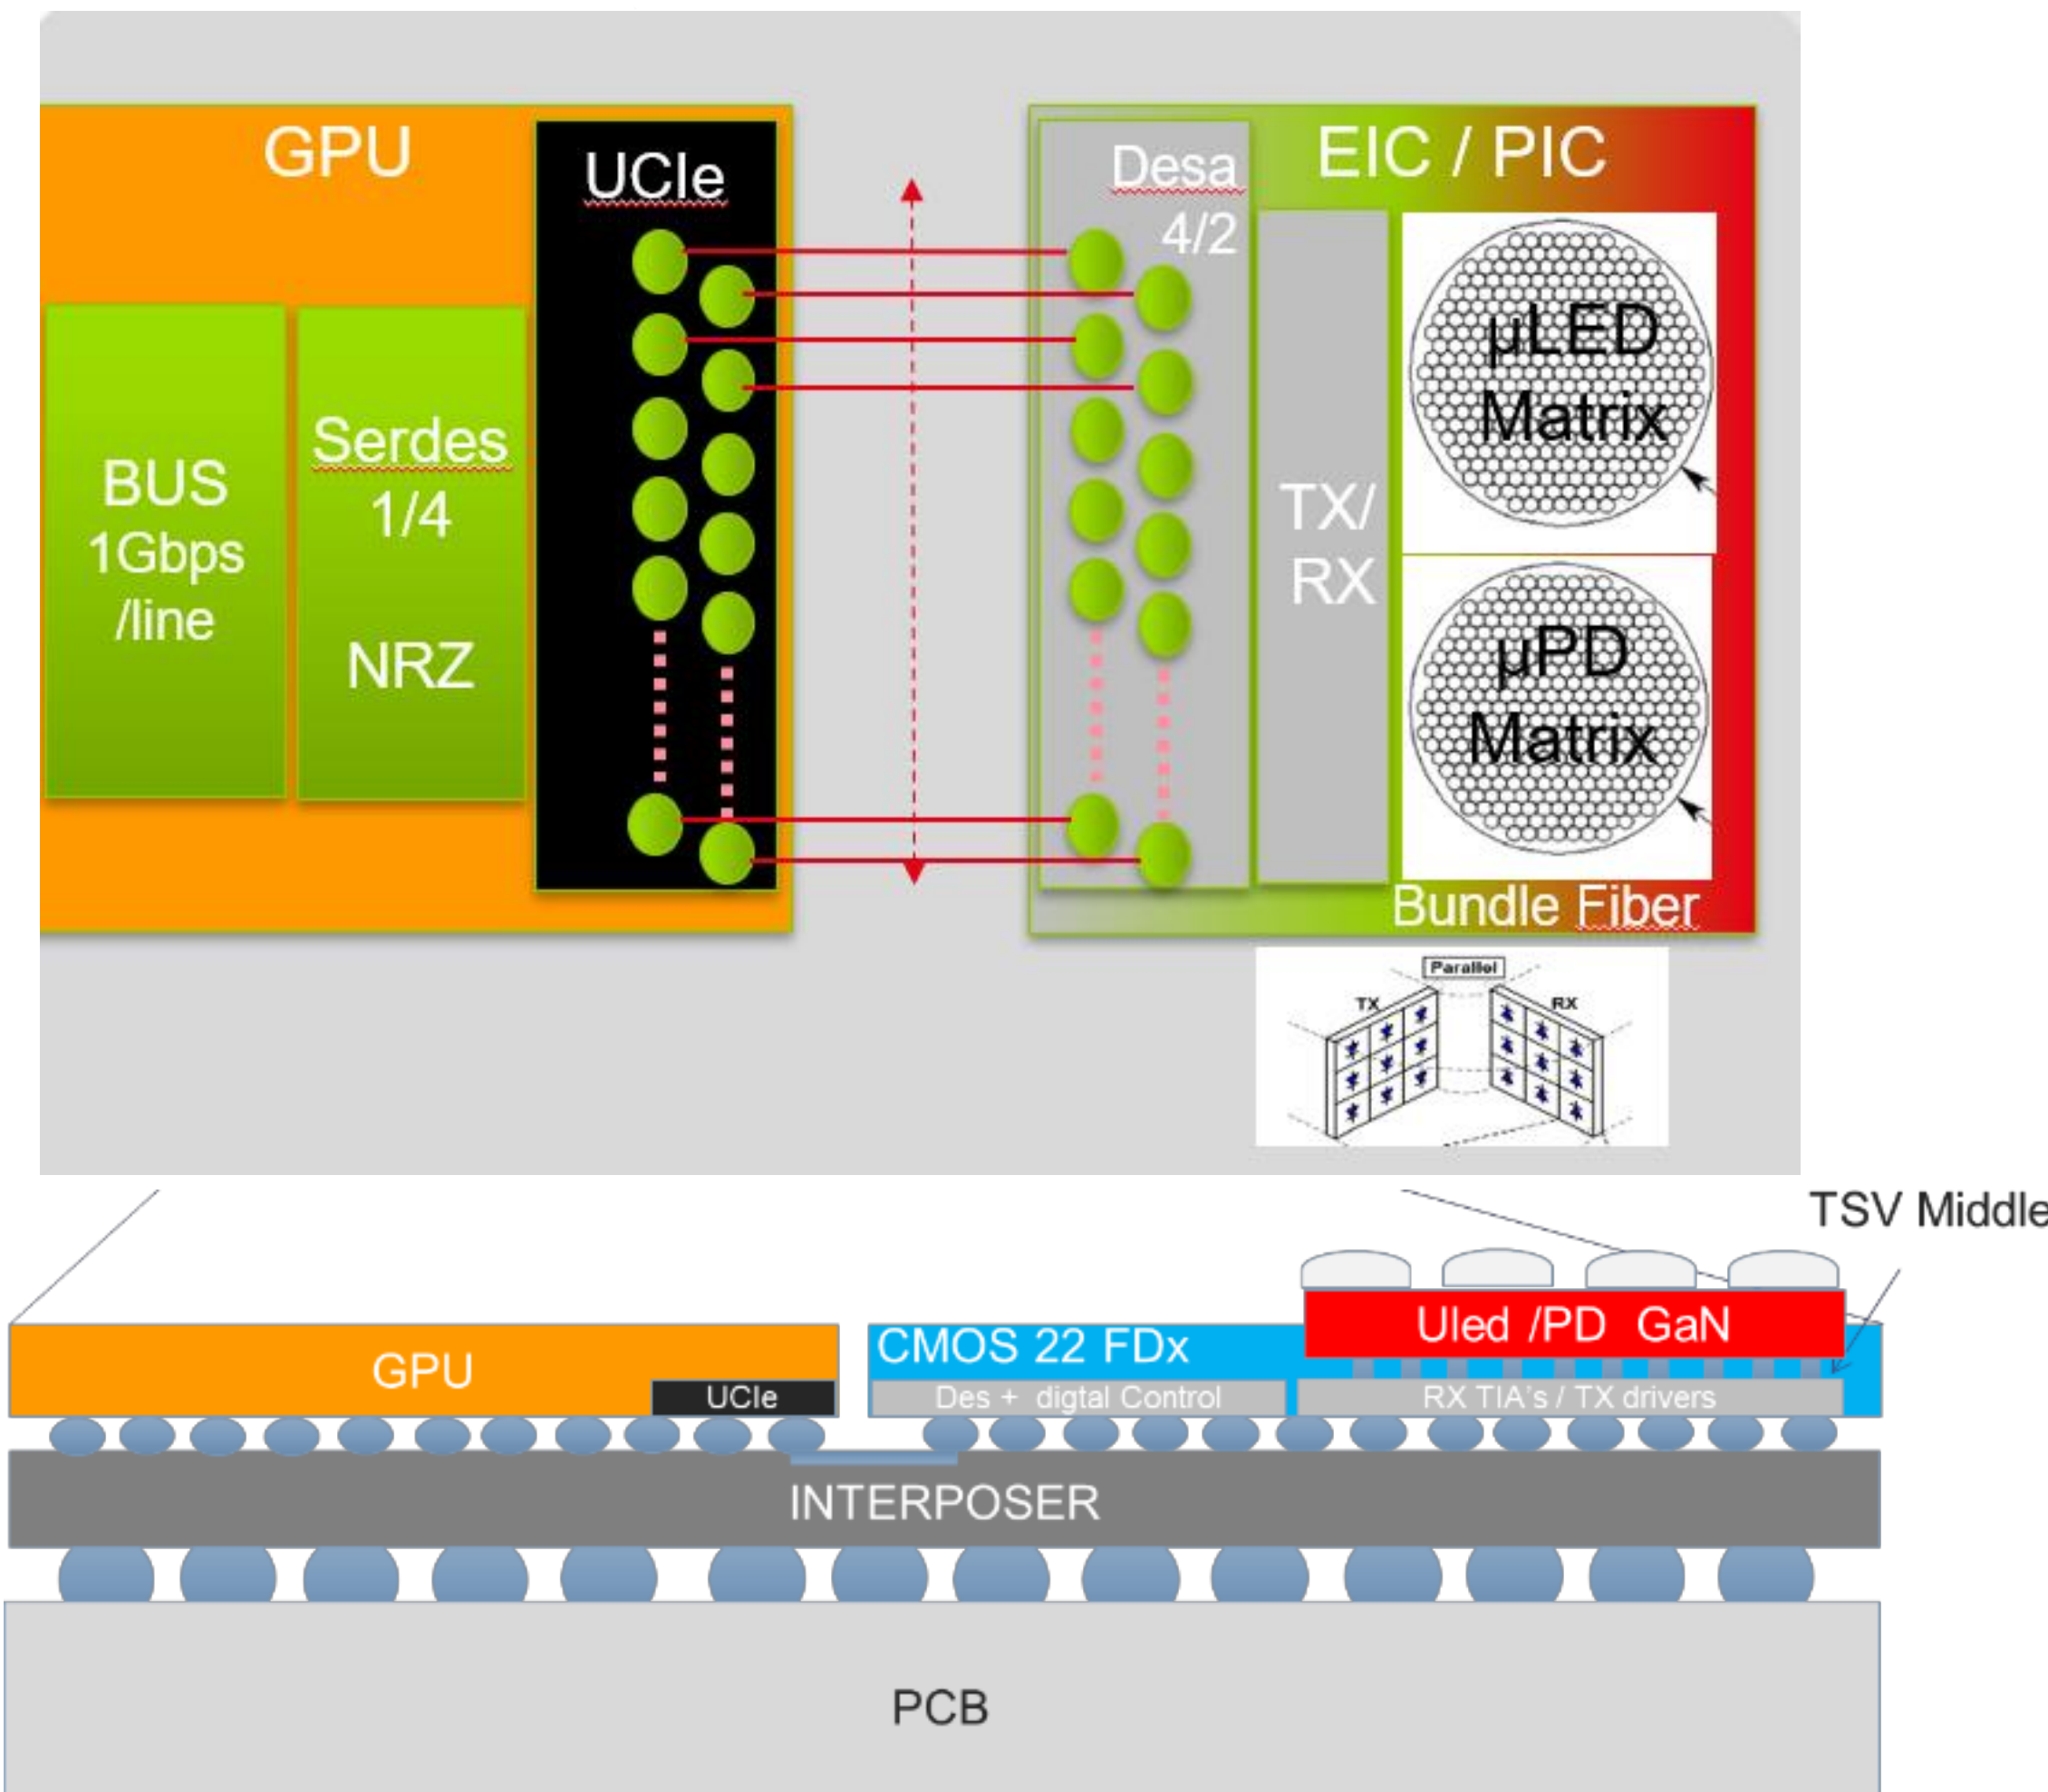 GPU
UCIe
BUS
1Gbps
/line
Serdes
1/4
NRZ
Desa
4/2
EIC / PIC
TX/
RX
µLED
Matrix
µPD
Matrix
Bundle Fiber
Parallel
TX
RX
TSV Middle
GPU
UCIe
CMOS 22 FDx
Des + digtal Control
Uled /PD GaN
RX TIA's / TX drivers
INTERPOSER
PCB